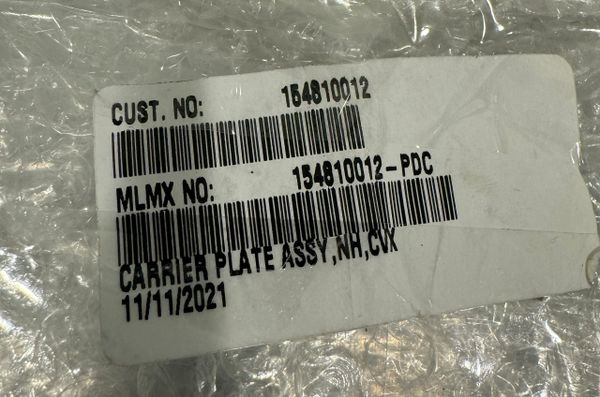 CUST. NO: 154810012
MLMX NO: 154810012-PDC
CARRIER PLATE ASSY,NH,CVX
11/11/2021